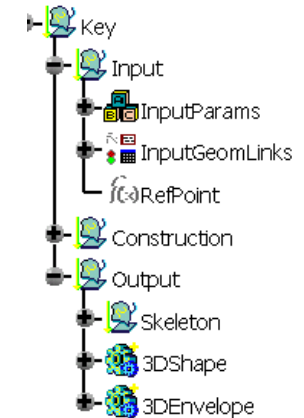 Key
Input
InputParams
InputGeomLinks
f(x) RefPoint
Construction
Output
Skeleton
3DShape
3DEnvelope